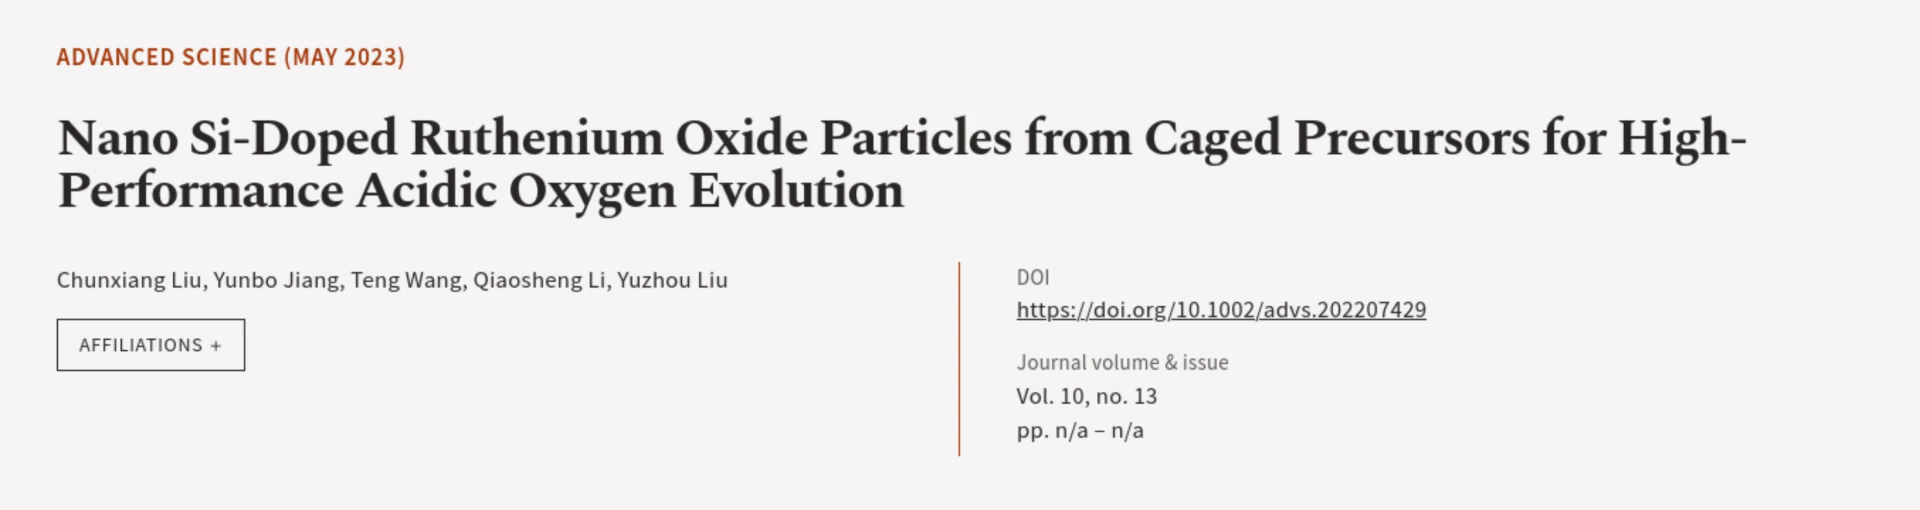 ADVANCED SCIENCE (MAY 2023)
Nano Si-Doped Ruthenium Oxide Particles from Caged Precursors for High-
Performance Acidic Oxygen Evolution
Chunxiang Liu, Yunbo Jiang, Teng Wang, Qiaosheng Li, Yuzhou Liu
AFFILIATIONS +
DOI
https://doi.org/10.1002/advs.202207429
Journal volume & issue
Vol. 10, no. 13
pp. n/a – n/a